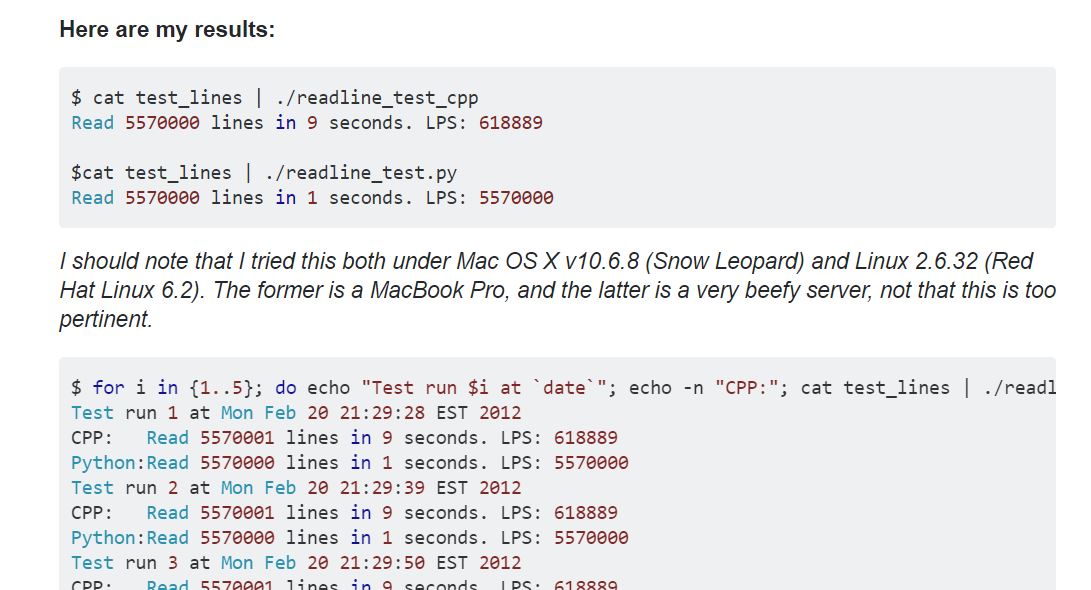 Here are my results:
$ cat test_lines | ./readline_test_cpp
Read 5570000 lines in 9 seconds. LPS: 618889
$cat test_lines | ./readline_test.py
Read 5570000 lines in 1 seconds. LPS: 5570000
I should note that I tried this both under Mac OS X v10.6.8 (Snow Leopard) and Linux 2.6.32 (Red
Hat Linux 6.2). The former is a MacBook Pro, and the latter is a very beefy server, not that this is too
pertinent.
$ for i in {1..5}; do echo "Test run $i at `date`"; echo -n "CPP:"; cat test_lines | ./readl
Test run 1 at Mon Feb 20 21:29:28 EST 2012
CPP:   Read 5570001 lines in 9 seconds. LPS: 618889
Python:Read 5570000 lines in 1 seconds. LPS: 5570000
Test run 2 at Mon Feb 20 21:29:39 EST 2012
CPP:   Read 5570001 lines in 9 seconds. LPS: 618889
Python:Read 5570000 lines in 1 seconds. LPS: 5570000
Test run 3 at Mon Feb 20 21:29:50 EST 2012
CPP:   Read 5570001 lines in 9 seconds. LPS: 618889